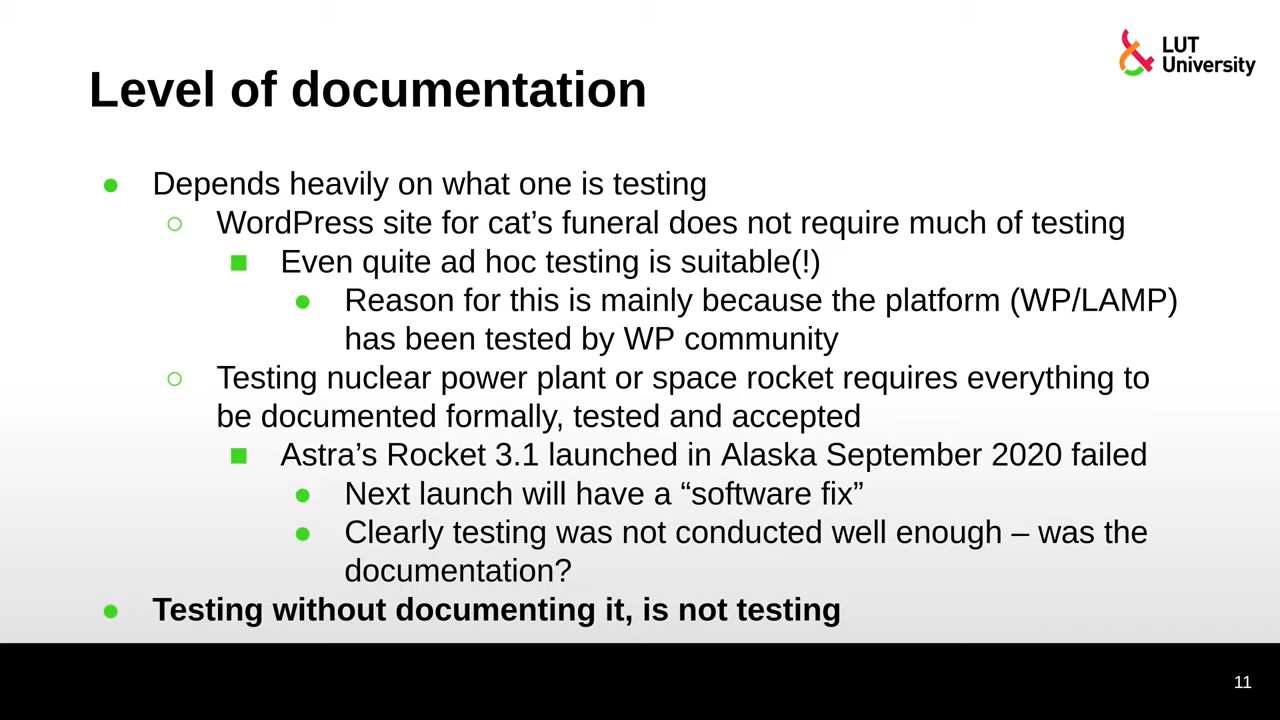 LUT
University
Level of documentation
● Depends heavily on what one is testing
○ WordPress site for cat’s funeral does not require much of testing
■ Even quite ad hoc testing is suitable(!)
● Reason for this is mainly because the platform (WP/LAMP)
has been tested by WP community
○ Testing nuclear power plant or space rocket requires everything to
be documented formally, tested and accepted
■ Astra’s Rocket 3.1 launched in Alaska September 2020 failed
● Next launch will have a “software fix”
● Clearly testing was not conducted well enough – was the
documentation?
● Testing without documenting it, is not testing
11